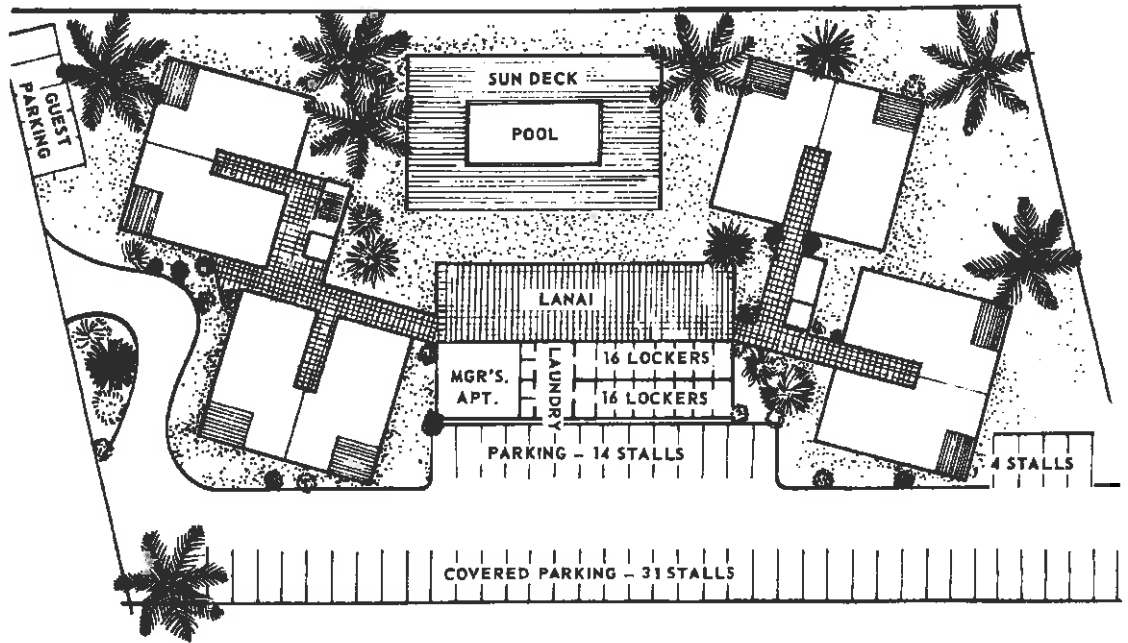 SUN DECK
POOL
GUEST
PARKING
LANAI
MGR'S.
APT.
LAUNDRY
16 LOCKERS
16 LOCKERS
PARKING – 14 STALLS
4 STALLS
COVERED PARKING – 31 STALLS